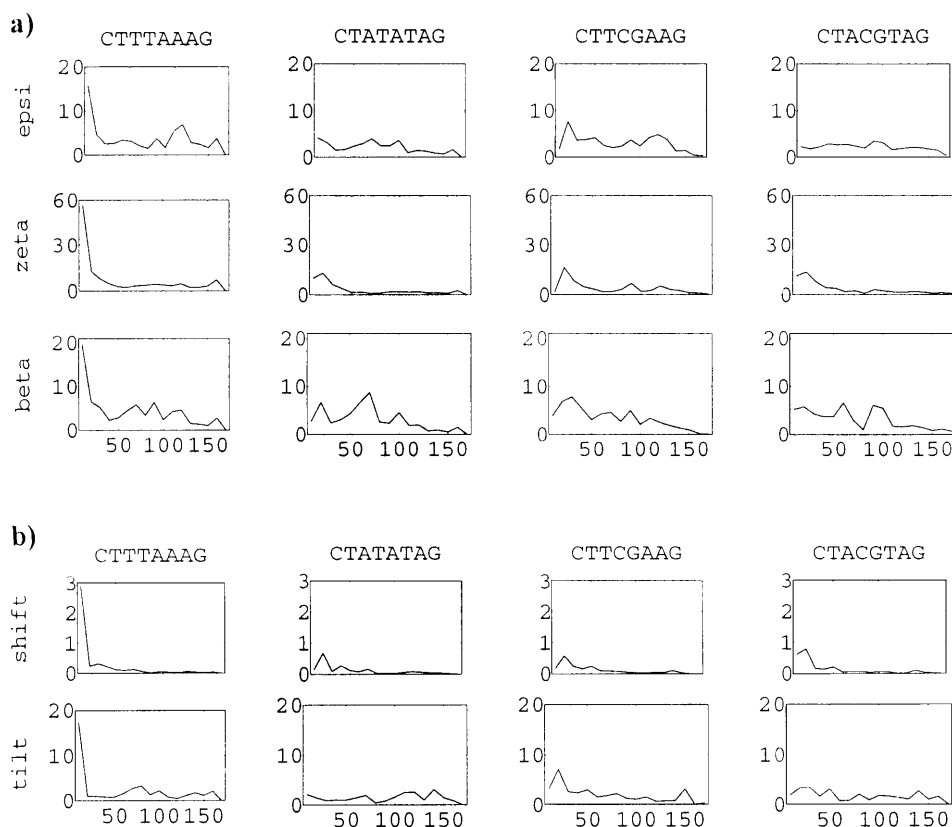 a)
CTTTAAAG CTATATAG CTTCGAAG CTACGTAG
epsi
20 20 20 20
10 10 10 10
0 0 0 0
zeta
60 60 60 60
30 30 30 30
0 0 0 0
beta
20 20 20 20
10 10 10 10
0 0 0 0
50 100 150 50 100 150 50 100 150 50 100 150
b)
CTTTAAAG CTATATAG CTTCGAAG CTACGTAG
shift
3 3 3 3
2 2 2 2
1 1 1 1
0 0 0 0
tilt
20 20 20 20
10 10 10 10
0 0 0 0
50 100 150 50 100 150 50 100 150 50 100 150